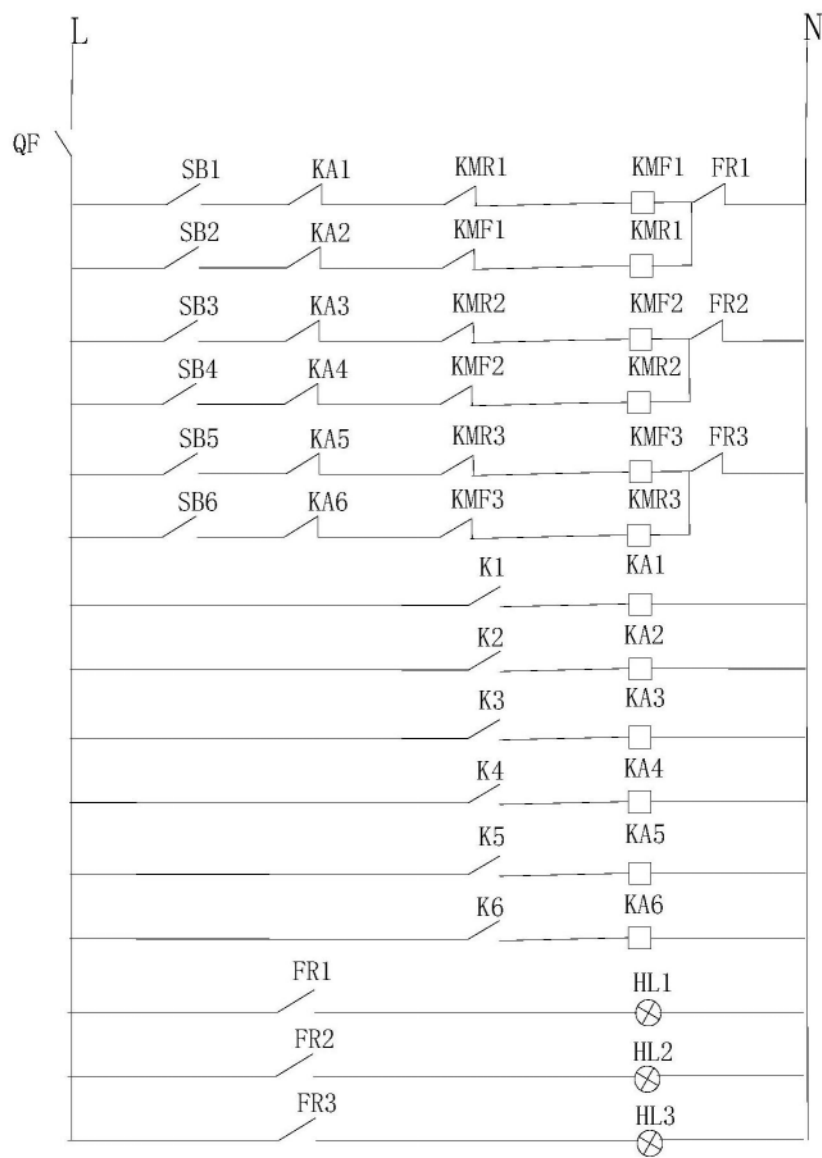 L N
QF
SB1 KA1 KMR1 KMF1 FR1
SB2 KA2 KMF1 KMR1
SB3 KA3 KMR2 KMF2 FR2
SB4 KA4 KMF2 KMR2
SB5 KA5 KMR3 KMF3 FR3
SB6 KA6 KMF3 KMR3
K1 KA1
K2 KA2
K3 KA3
K4 KA4
K5 KA5
K6 KA6
FR1 HL1
FR2 HL2
FR3 HL3